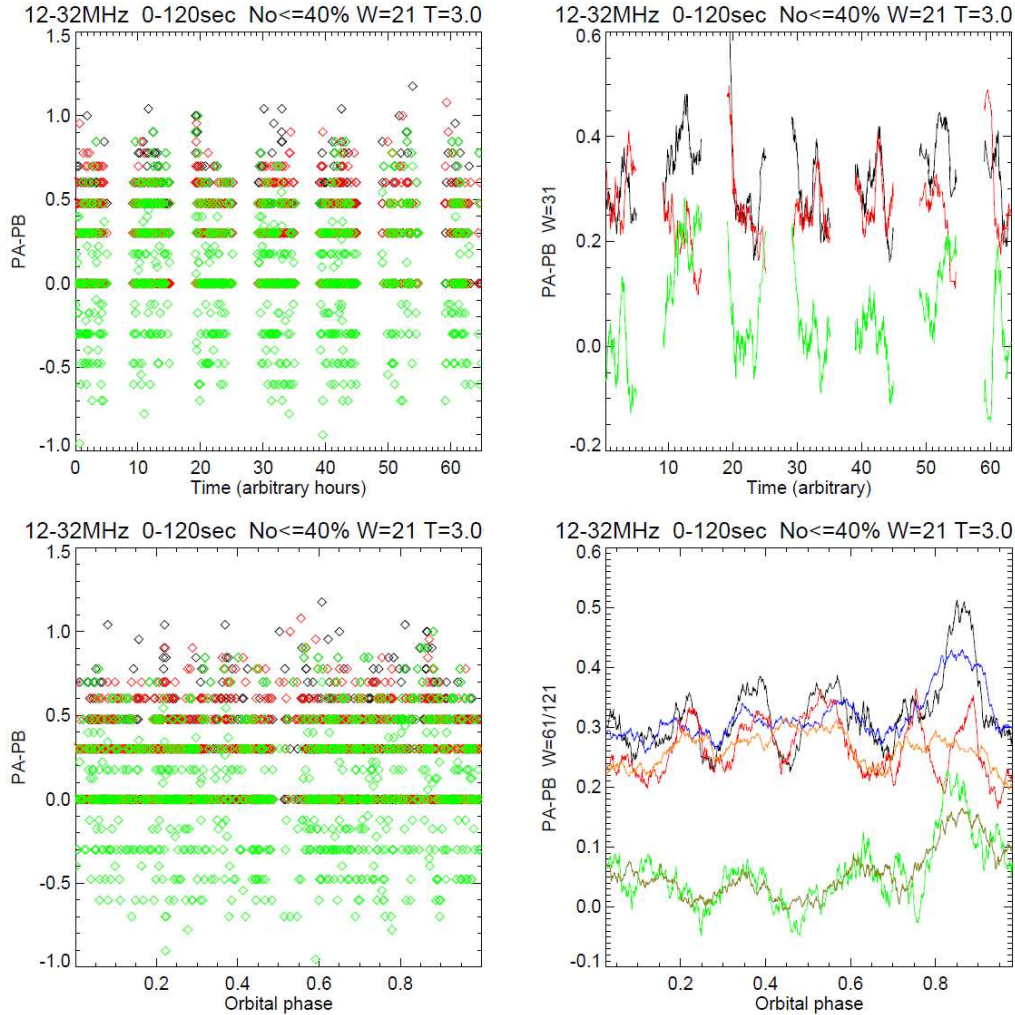 12-32MHz 0-120sec No<=40% W=21 T=3.0
1.5
1.0
0.5
0.0
-0.5
-1.0
PA-PB
0 10 20 30 40 50 60
Time (arbitrary hours)
12-32MHz 0-120sec No<=40% W=21 T=3.0
0.6
0.4
0.2
0.0
-0.2
PA-PB W=31
0 10 20 30 40 50 60
Time (arbitrary)
12-32MHz 0-120sec No<=40% W=21 T=3.0
1.5
1.0
0.5
0.0
-0.5
-1.0
PA-PB
0.2 0.4 0.6 0.8
Orbital phase
12-32MHz 0-120sec No<=40% W=21 T=3.0
0.6
0.5
0.4
0.3
0.2
0.1
0.0
-0.1
PA-PB W=61/121
0.2 0.4 0.6 0.8
Orbital phase